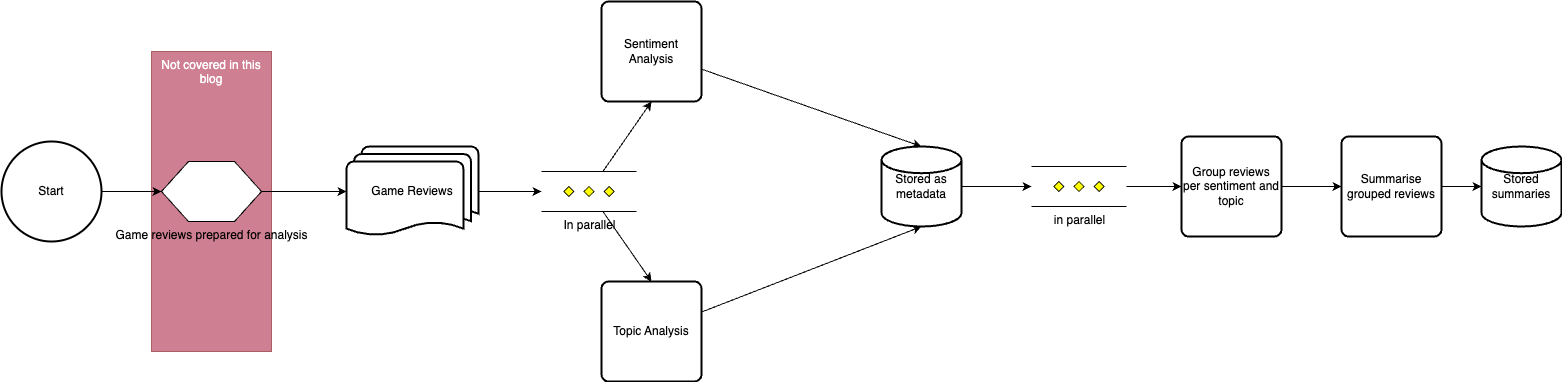 Not covered in this
blog
Start
Game reviews prepared for analysis
Game Reviews
In parallel
Sentiment
Analysis
Topic Analysis
Stored as
metadata
in parallel
Group reviews
per sentiment and
topic
Summarise
grouped reviews
Stored
summaries